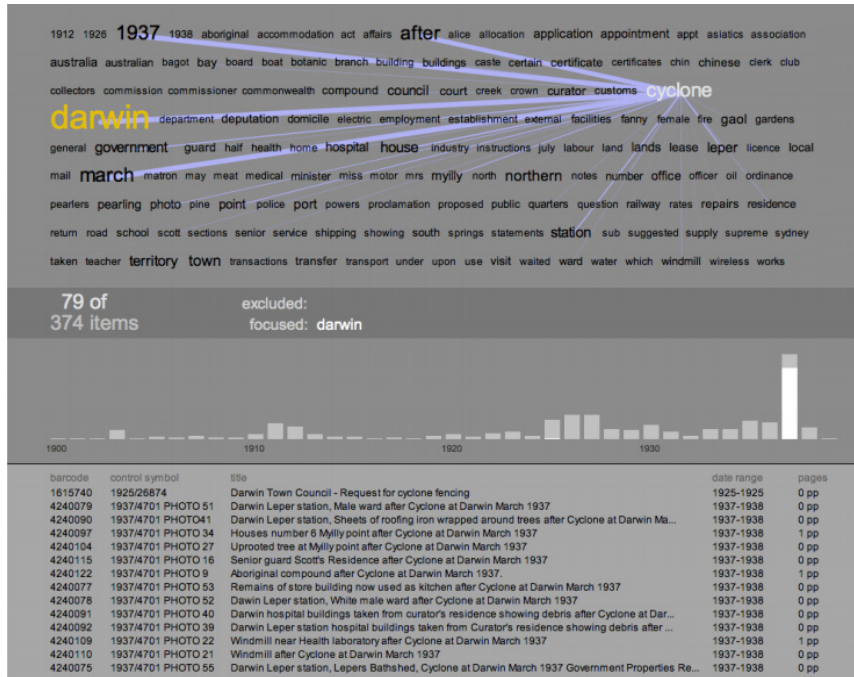 1912 1926 1937 1938 aboriginal accommodation act affairs after alice allocation application appointment appt asiatics association
australia australian bagot bay board boat botanic branch building buildings caste certain certificate certificates chin chinese clerk club
collectors commission commissioner commonwealth compound council court creek crown curator customs cyclone
darwin department deputation domicile electric employment establishment external facilities fanny female fire gaol gardens
general government guard half health home hospital house industry instructions july labour land lands lease leper licence local
mail march matron may meat medical minister miss motor mrs myilly north northern notes number office officer oil ordinance
pearlers pearling photo pine point police port powers proclamation proposed public quarters question railway rates repairs residence
return road school scott sections senior service shipping showing south springs statements station sub suggested supply supreme sydney
taken teacher territory town transactions transfer transport under upon use visit waited ward water which windmill wireless works
79 of excluded:
374 items focused: darwin
1900 1910 1920 1930
barcode control symbol title date range pages
1615740 1925/26874 Darwin Town Council - Request for cyclone fencing 1925-1925 0 pp
4240079 1937/4701 PHOTO 51 Darwin Leper station, Male ward after Cyclone at Darwin March 1937 1937-1938 0 pp
4240090 1937/4701 PHOTO41 Darwin Leper station, Sheets of roofing iron wrapped around trees after Cyclone at Darwin Ma... 1937-1938 0 pp
4240097 1937/4701 PHOTO 34 Houses number 6 Myilly point after Cyclone at Darwin March 1937 1937-1938 1 pp
4240104 1937/4701 PHOTO 27 Uprooted tree at Myilly point after Cyclone at Darwin March 1937 1937-1938 0 pp
4240115 1937/4701 PHOTO 16 Senior guard Scott's Residence after Cyclone at Darwin March 1937 1937-1938 0 pp
4240122 1937/4701 PHOTO 9 Aboriginal compound after Cyclone at Darwin March 1937. 1937-1938 1 pp
4240077 1937/4701 PHOTO 53 Remains of store building now used as kitchen after Cyclone at Darwin March 1937 1937-1938 0 pp
4240078 1937/4701 PHOTO 52 Dawin Leper station, White male ward after Cyclone at Darwin March 1937 1937-1938 0 pp
4240091 1937/4701 PHOTO 40 Darwin hospital buildings taken from curator's residence showing debris after Cyclone at Dar... 1937-1938 0 pp
4240092 1937/4701 PHOTO 39 Darwin Leper station hospital buildings taken from Curator's residence showing debris after ... 1937-1938 0 pp
4240109 1937/4701 PHOTO 22 Windmill near Health laboratory after Cyclone at Darwin March 1937 1937-1938 1 pp
4240110 1937/4701 PHOTO 21 Windmill after Cyclone at Darwin March 1937 1937-1938 0 pp
4240075 1937/4701 PHOTO 55 Darwin Leper station, Lepers Bathshed, Cyclone at Darwin March 1937 Government Properties Re... 1937-1938 0 pp